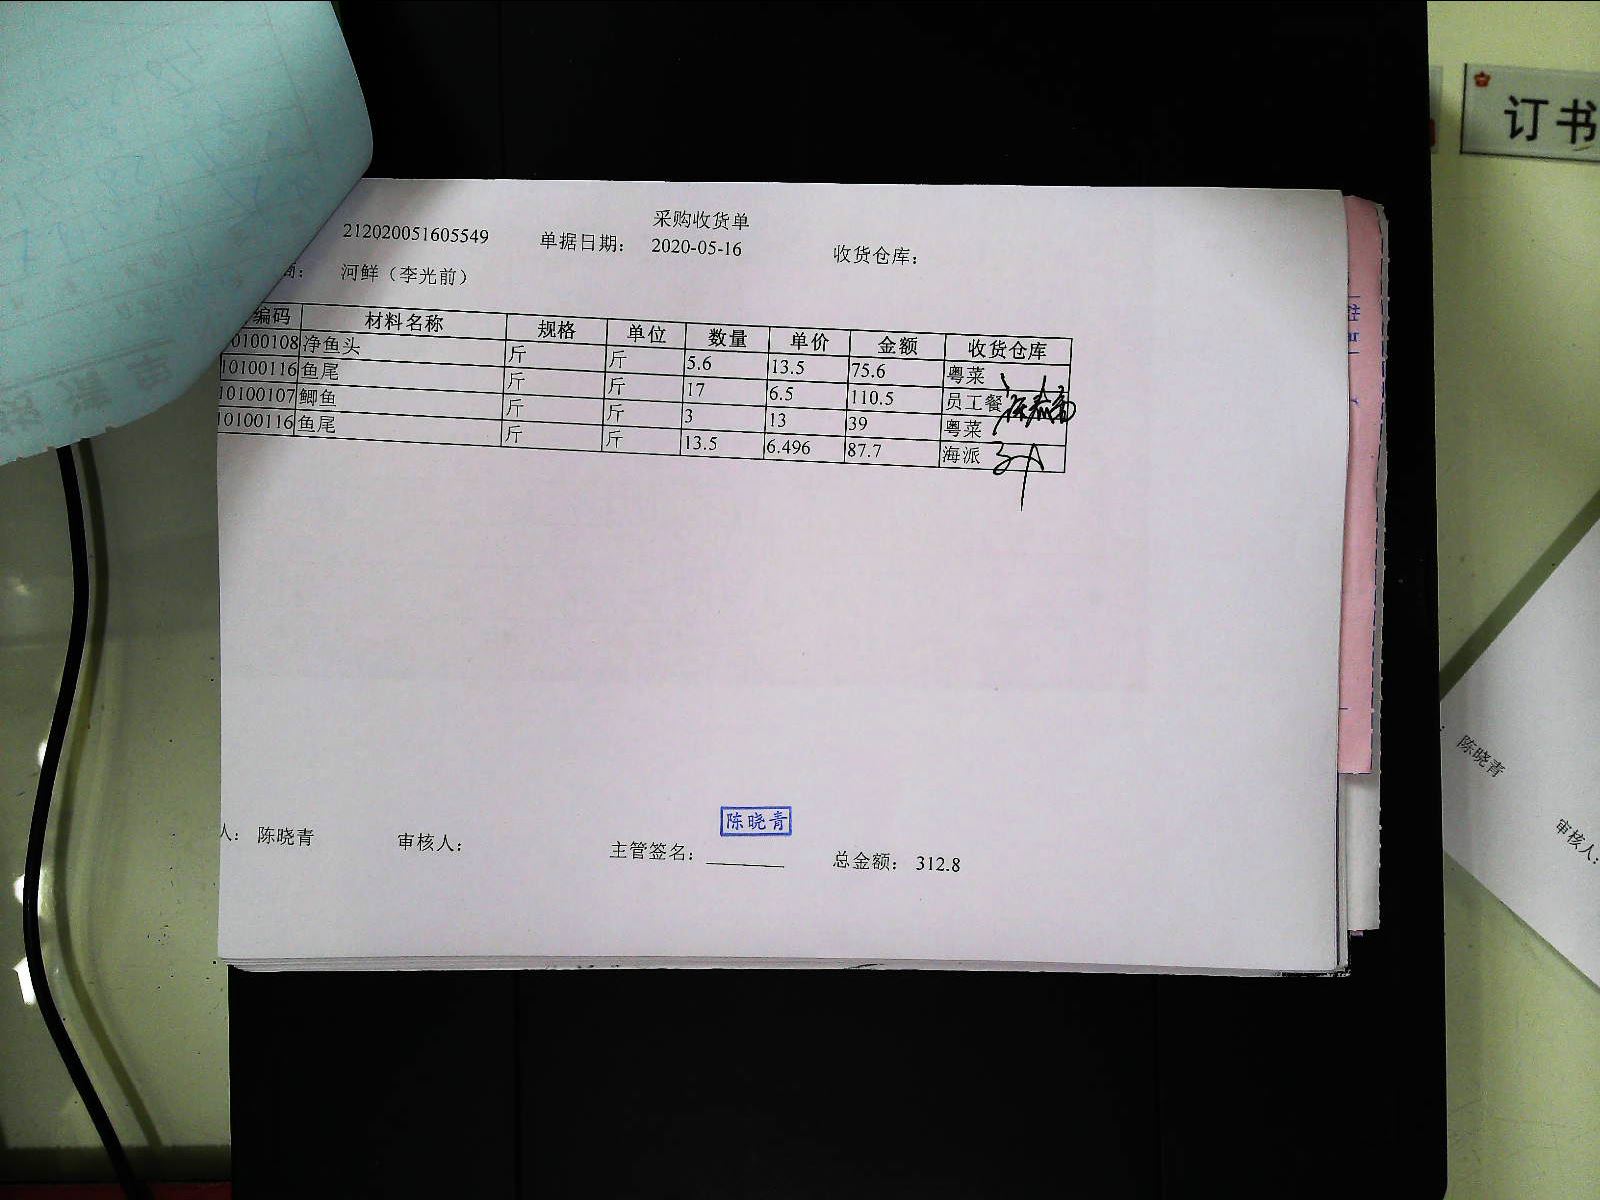 订书
采购收货单
212020051605549 单据日期： 2020-05-16 收货仓库：
商： 河鲜（李光前）
编码 材料名称 规格 单位 数量 单价 金额 收货仓库
0100108 净鱼头 斤 斤 5.6 13.5 75.6 粤菜
10100116 鱼尾 斤 斤 17 6.5 110.5 员工餐
10100107 鲫鱼 斤 斤 3 13 39 粤菜
10100116 鱼尾 斤 斤 13.5 6.496 87.7 海派
陈晓青
人： 陈晓青 审核人： 主管签名： 总金额： 312.8
陈晓青
审核人：